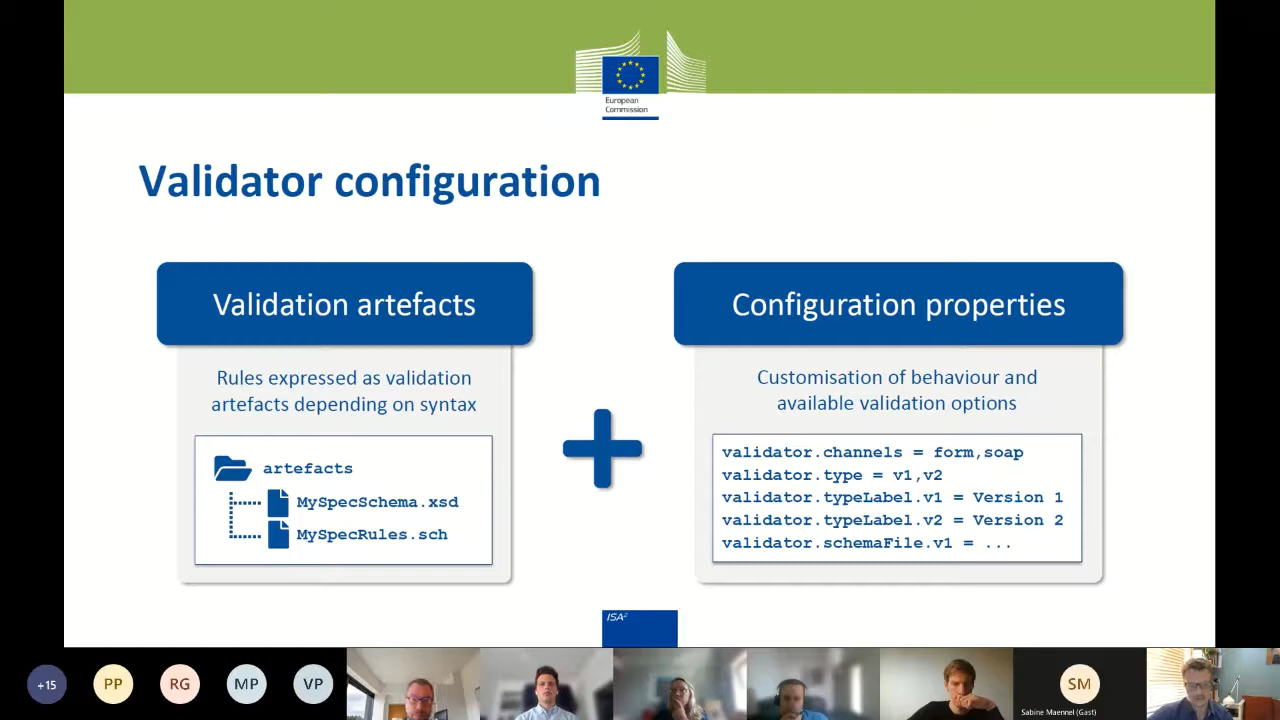 European
Commission
Validator configuration
Validation artefacts
Rules expressed as validation
artefacts depending on syntax
artefacts
MySpecSchema.xsd
MySpecRules.sch
Configuration properties
Customisation of behaviour and
available validation options
validator.channels = form,soap
validator.type = v1,v2
validator.typeLabel.v1 = Version 1
validator.typeLabel.v2 = Version 2
validator.schemaFile.v1 = ...
ISA²
+15
PP
RG
MP
VP
SM
Sabine Maennel (Gast)